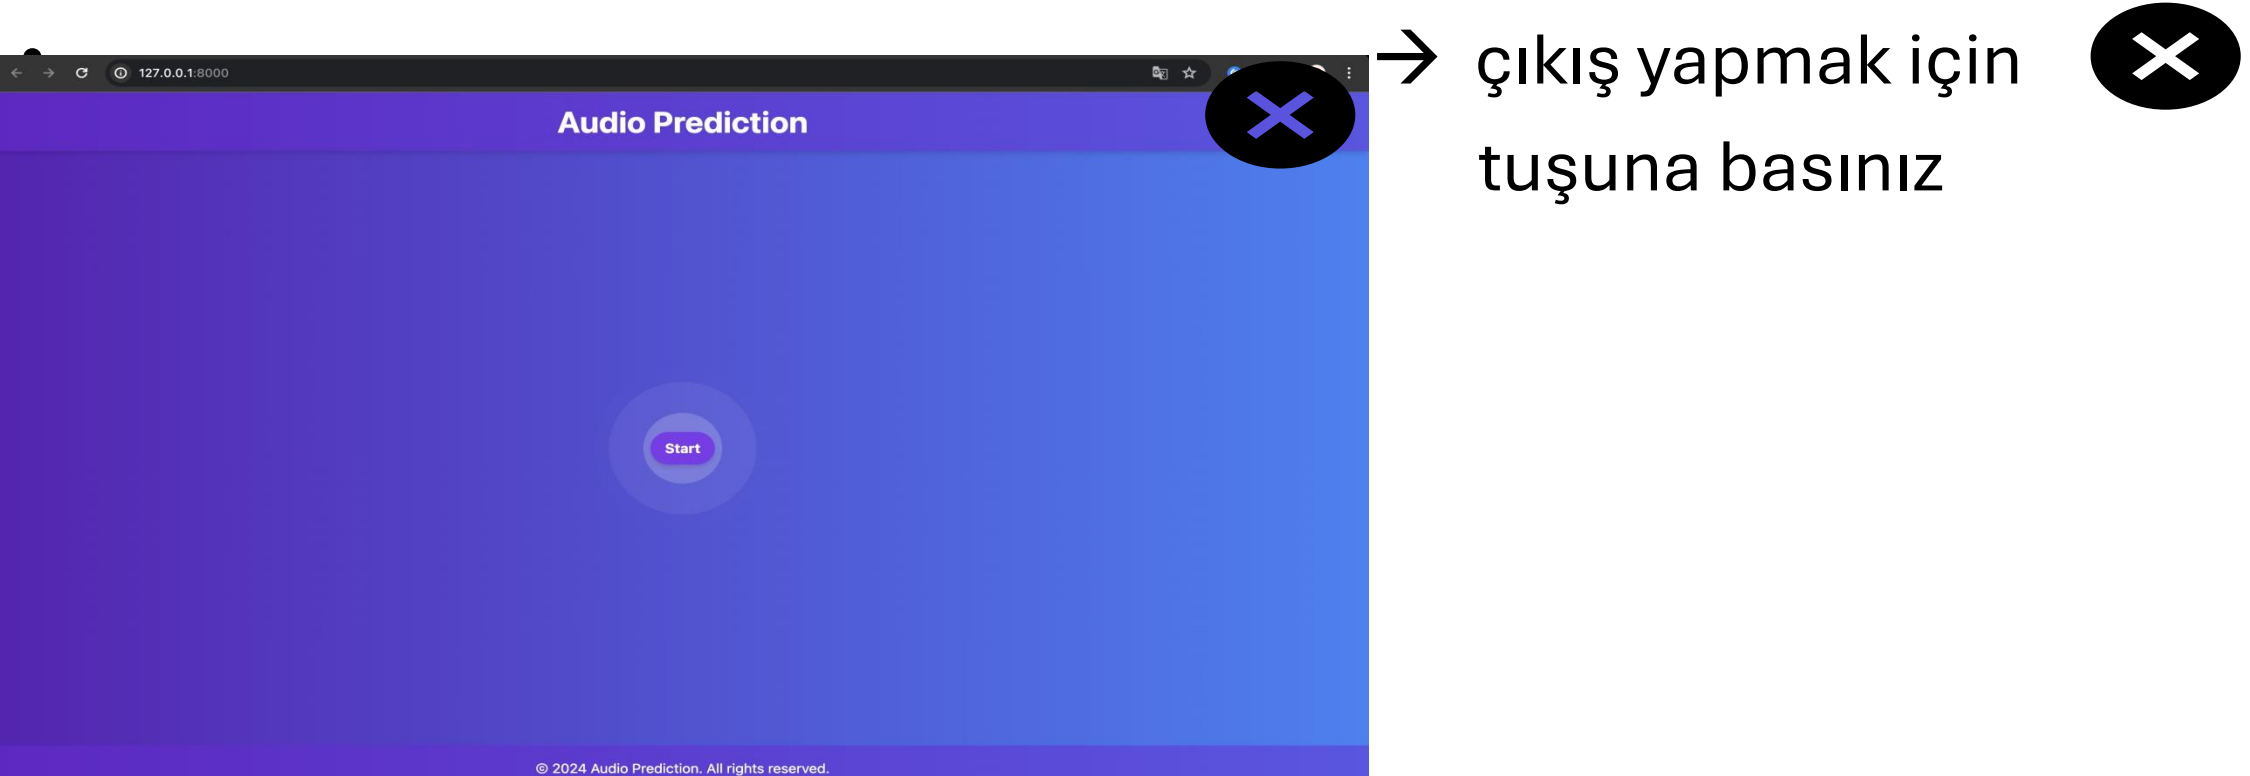 127.0.0.1:8000
Audio Prediction
Start
© 2024 Audio Prediction. All rights reserved.
→ çıkış yapmak için
tuşuna basınız